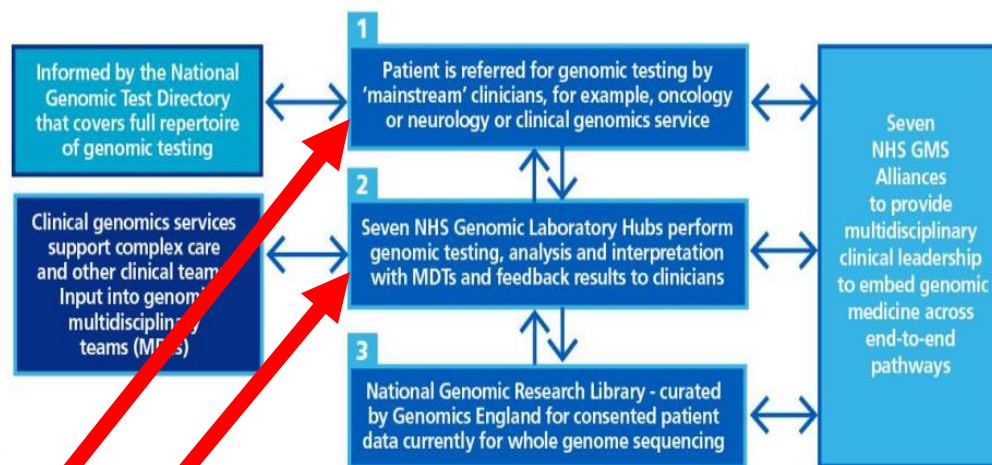 Informed by the National
Genomic Test Directory
that covers full repertoire
of genomic testing
Clinical genomics services
support complex care
and other clinical
Input into
multidisciplinary
teams
1
Patient is referred for genomic testing by
‘mainstream’ clinicians, for example, oncology
or neurology or clinical genomics service
2
Seven NHS Genomic Laboratory Hubs perform
genomic testing, analysis and interpretation
with MDTs and feedback results to clinicians
3
National Genomic Research Library - curated
by Genomics England for consented patient
data currently for whole genome sequencing
Seven
NHS GMS
Alliances
to provide
multidisciplinary
clinical leadership
to embed genomic
medicine across
end-to-end
pathways